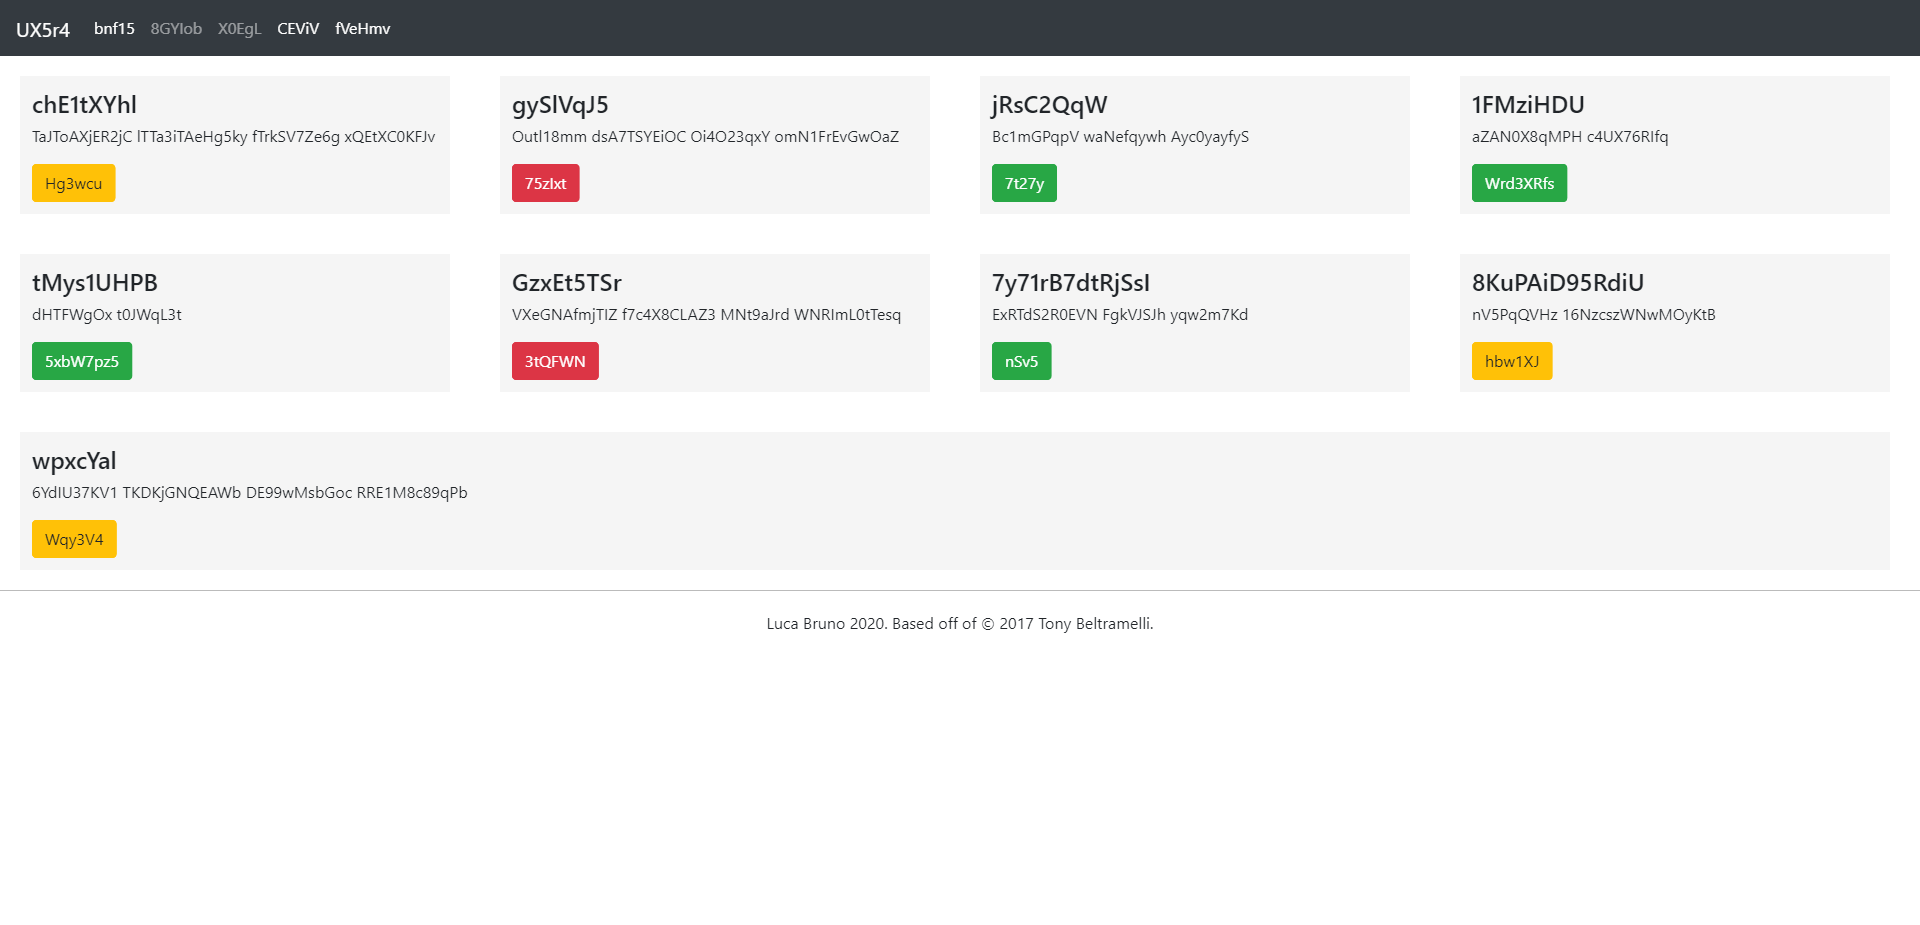 UX5r4 bnf15 8GYIob X0EgL CEViV fVeHmv
chE1tXYhl
TaJToAXjER2jC lTTa3iTAeHg5ky fTrkSV7Ze6g xQEtXC0KFJv
Hg3wcu
gySlVqJ5
Outl18mm dsA7TSYEiOC Oi4O23qxY omN1FrEvGwOaZ
75zlxt
jRsC2QqW
Bc1mGPqpV waNefqywh Ayc0yayfyS
7t27y
1FMziHDU
aZAN0X8qMPH c4UX76RIfq
Wrd3XRfs
tMys1UHPB
dHTFWgOx t0JWqL3t
5xbW7pz5
GzxEt5TSr
VXeGNAfmjTIZ f7c4X8CLAZ3 MNt9aJrd WNRImL0tTesq
3tQFWN
7y71rB7dtRjSsI
ExRTdS2R0EVN FgkVJSJh yqw2m7Kd
nSv5
8KuPAiD95RdiU
nV5PqQVHz 16NzcszWNwMOyKtB
hbw1XJ
wpxcYal
6YdIU37KV1 TKDKjGNQEAWb DE99wMsbGoc RRE1M8c89qPb
Wqy3V4
Luca Bruno 2020. Based off of © 2017 Tony Beltramelli.